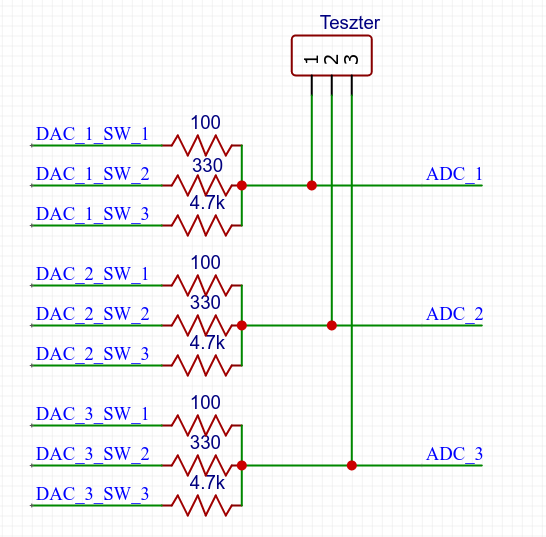 Teszter
1 2 3
100
DAC_1_SW_1
330
DAC_1_SW_2
ADC_1
4.7k
DAC_1_SW_3
100
DAC_2_SW_1
330
DAC_2_SW_2
ADC_2
4.7k
DAC_2_SW_3
100
DAC_3_SW_1
330
DAC_3_SW_2
ADC_3
4.7k
DAC_3_SW_3